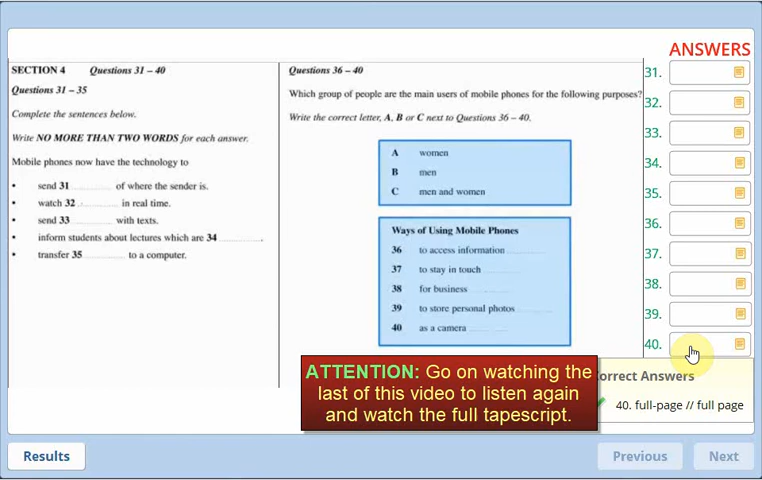 ANSWERS
SECTION 4 Questions 31 – 40
Questions 31 – 35
Complete the sentences below.
Write NO MORE THAN TWO WORDS for each answer.
Mobile phones now have the technology to
• send 31 .......... of where the sender is.
• watch 32 .......... in real time.
• send 33 .......... with texts.
• inform students about lectures which are 34 .......... .
• transfer 35 .......... to a computer.
Questions 36 – 40
Which group of people are the main users of mobile phones for the following purposes?
Write the correct letter, A, B or C next to Questions 36 – 40.
A women
B men
C men and women
Ways of Using Mobile Phones
36 to access information ..........
37 to stay in touch ..........
38 for business ..........
39 to store personal photos ..........
40 as a camera ..........
31.
32.
33.
34.
35.
36.
37.
38.
39.
40.
ATTENTION: Go on watching the
last of this video to listen again
and watch the full tapescript.
orrect Answers
40. full-page // full page
Results
Previous
Next